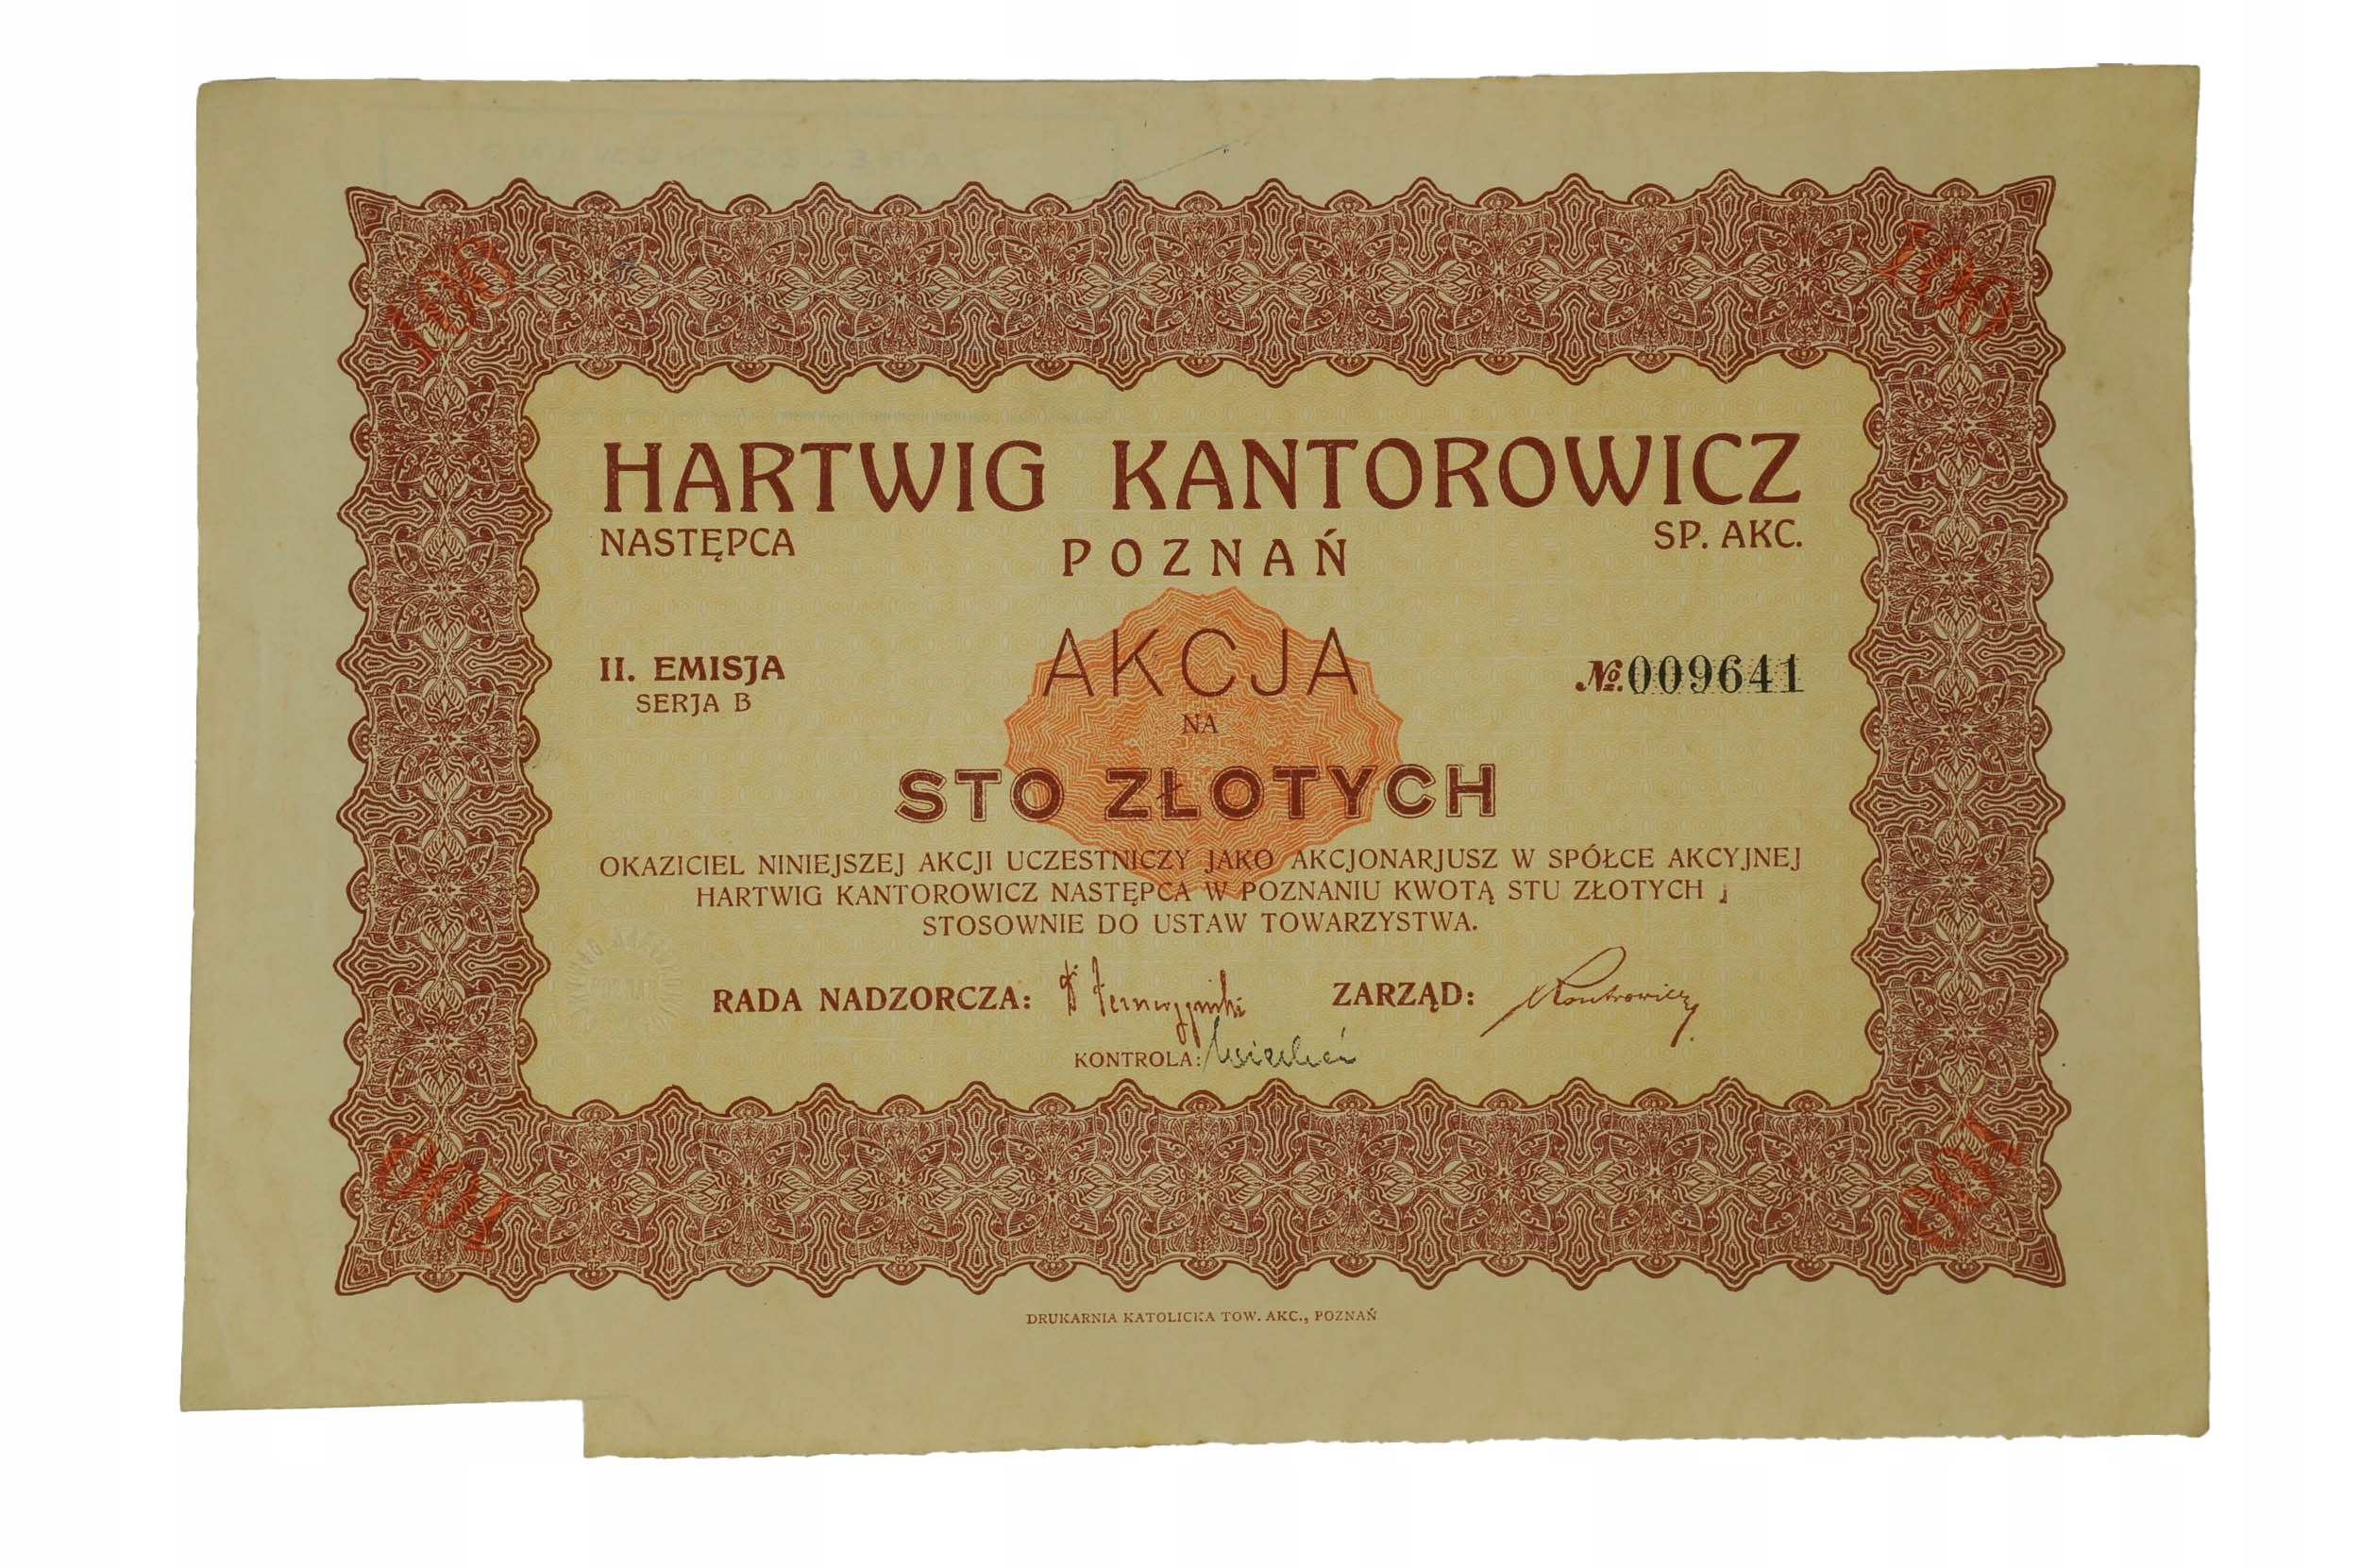 100
100
HARTWIG KANTOROWICZ
NASTĘPCA
SP. AKC.
POZNAŃ
II. EMISJA
SERJA B
AKCJA
NA
№ 009641
STO ZŁOTYCH
OKAZICIEL NINIEJSZEJ AKCJI UCZESTNICZY JAKO AKCJONARJUSZ W SPÓŁCE AKCYJNEJ
HARTWIG KANTOROWICZ NASTĘPCA W POZNANIU KWOTĄ STU ZŁOTYCH
STOSOWNIE DO USTAW TOWARZYSTWA.
RADA NADZORCZA:
ZARZĄD:
KONTROLA:
100
100
DRUKARNIA KATOLICKA TOW. AKC., POZNAŃ